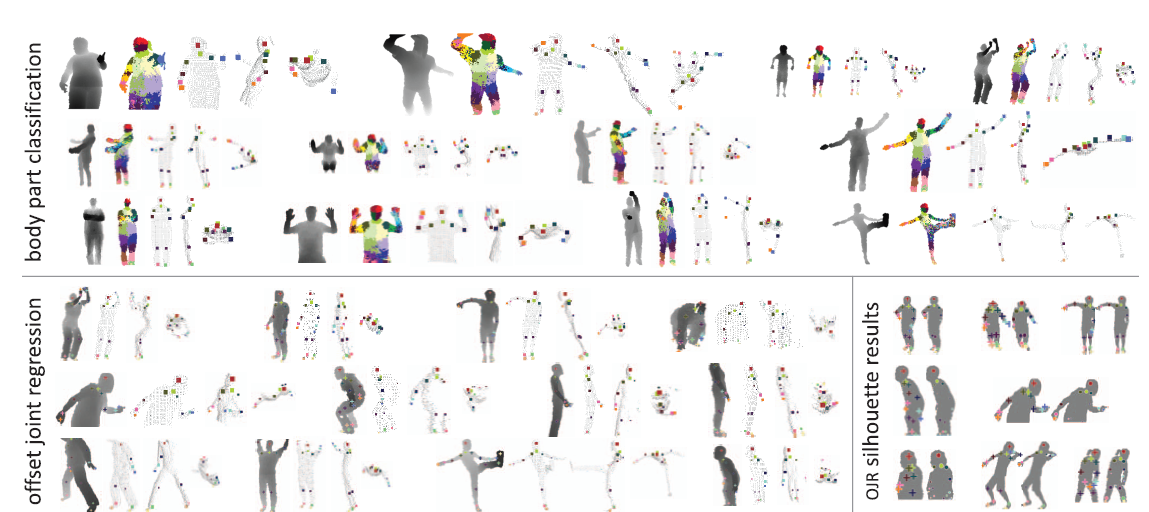 body part classification
offset joint regression
OJR silhouette results